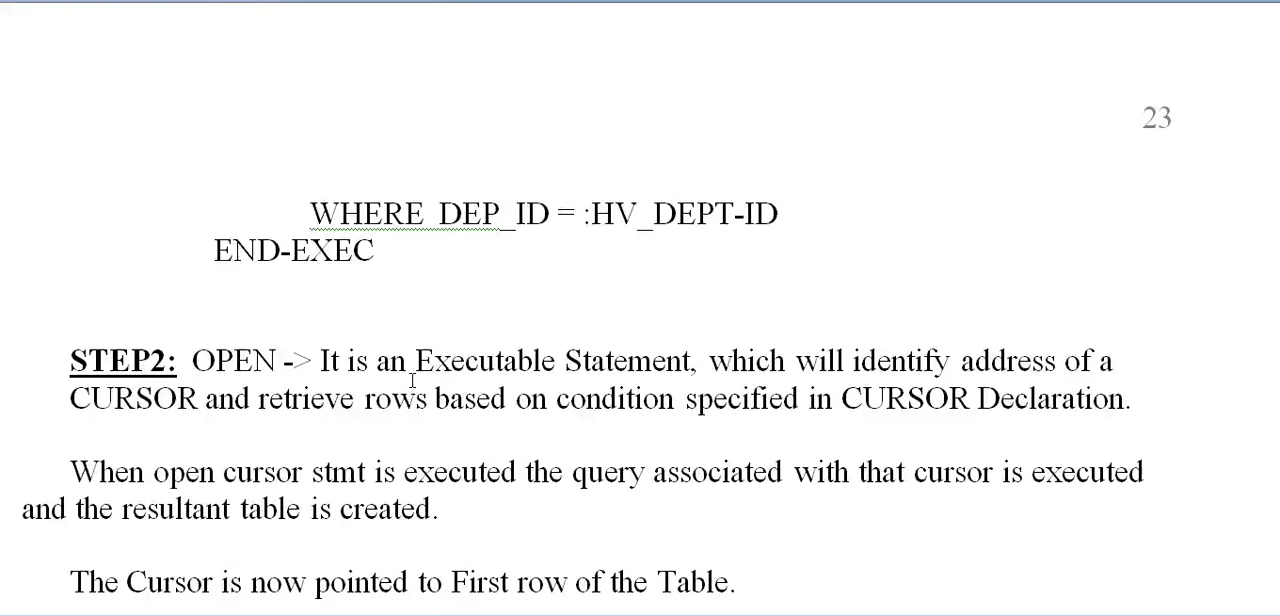 23
WHERE DEP_ID = :HV_DEPT-ID
END-EXEC
STEP2: OPEN -> It is an Executable Statement, which will identify address of a
CURSOR and retrieve rows based on condition specified in CURSOR Declaration.
When open cursor stmt is executed the query associated with that cursor is executed
and the resultant table is created.
The Cursor is now pointed to First row of the Table.